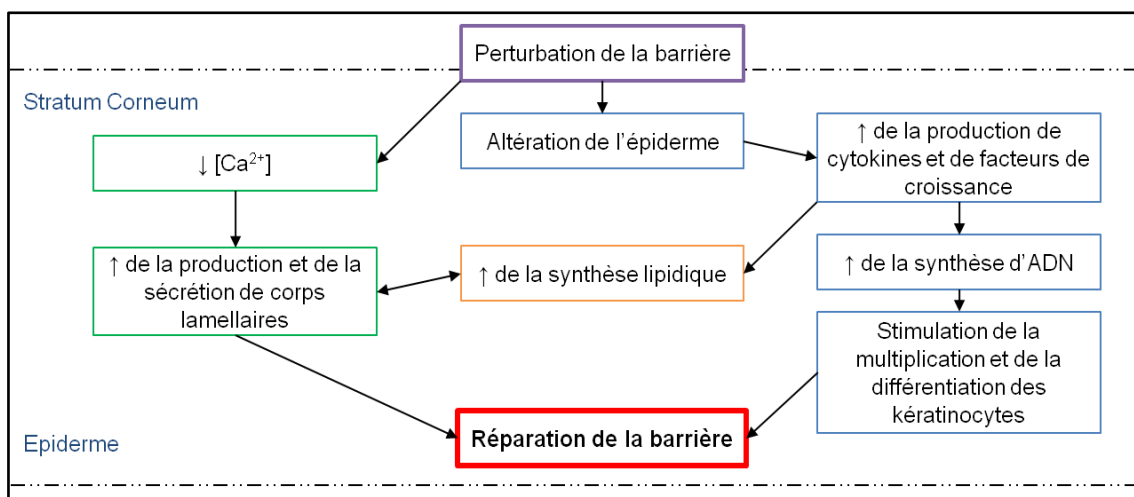 Perturbation de la barrière
Stratum Corneum
Altération de l'épiderme
↑ de la production de
cytokines et de facteurs de
croissance
↓ [Ca²⁺]
↑ de la production et de la
sécrétion de corps
lamellaires
↑ de la synthèse lipidique
↑ de la synthèse d'ADN
Stimulation de la
multiplication et de la
différentiation des
kératinocytes
Réparation de la barrière
Epiderme